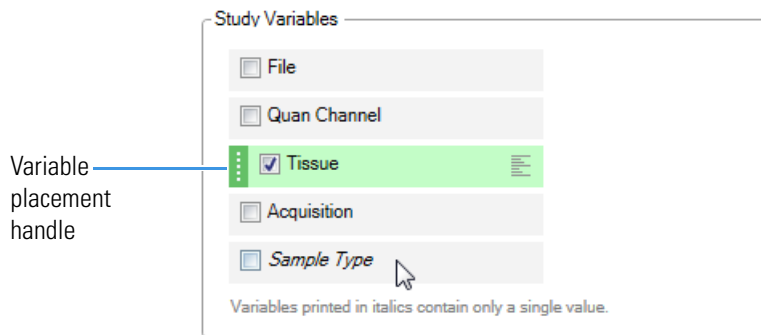 Study Variables
File
Quan Channel
Tissue
Variable
placement
handle
Acquisition
Sample Type
Variables printed in italics contain only a single value.